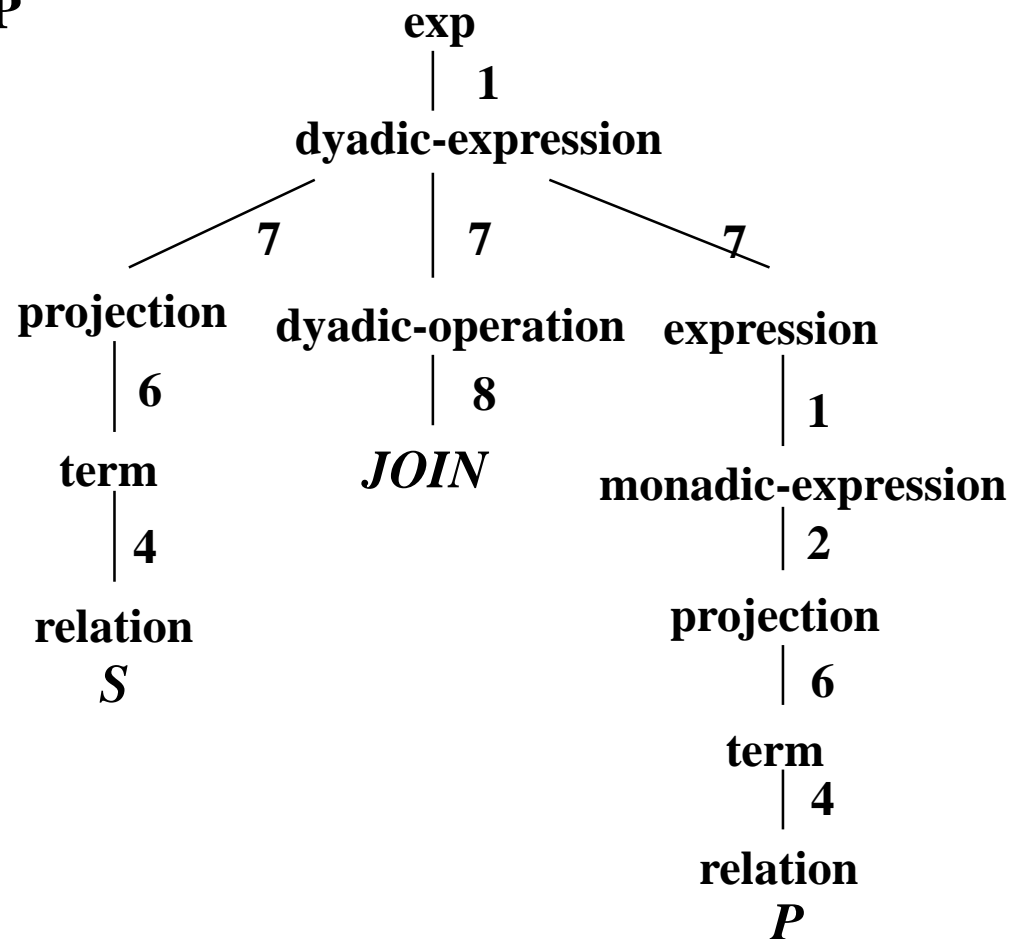 P
exp
1
dyadic-expression
7 7 7
projection dyadic-operation expression
6 8 1
term JOIN monadic-expression
4 2
relation projection
S 6
term
4
relation
P